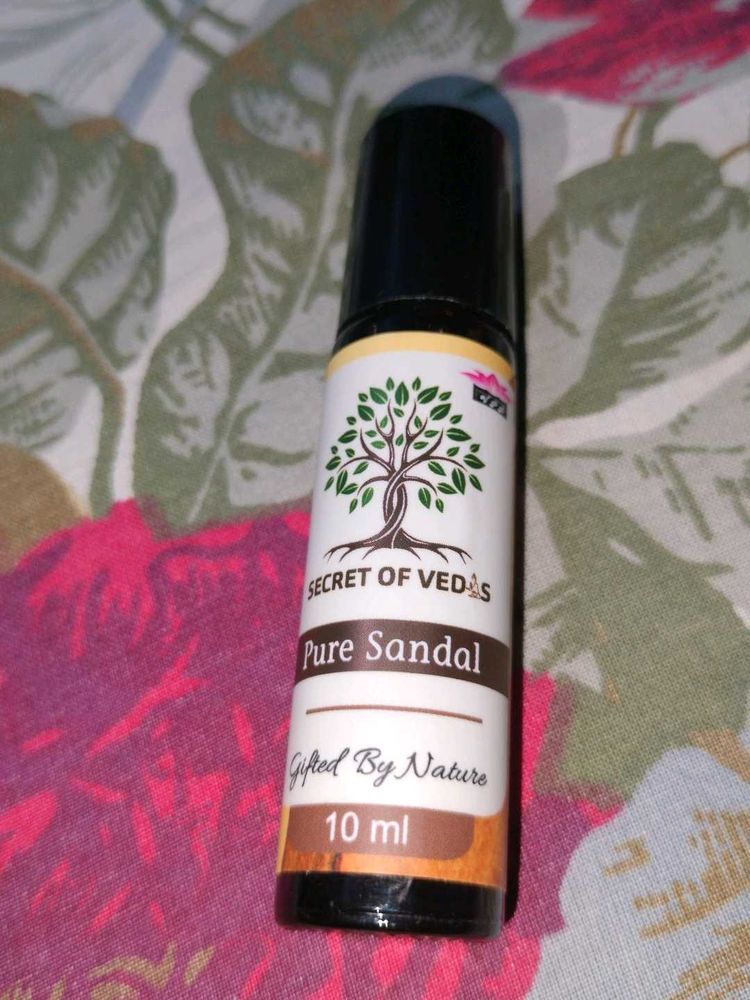 SECRET OF VEDAS
Pure Sandal
Gifted By Nature
10 ml